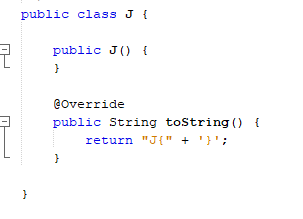 public class J {
public J() {
}
@Override
public String toString() {
return "J{" + '}';
}
}